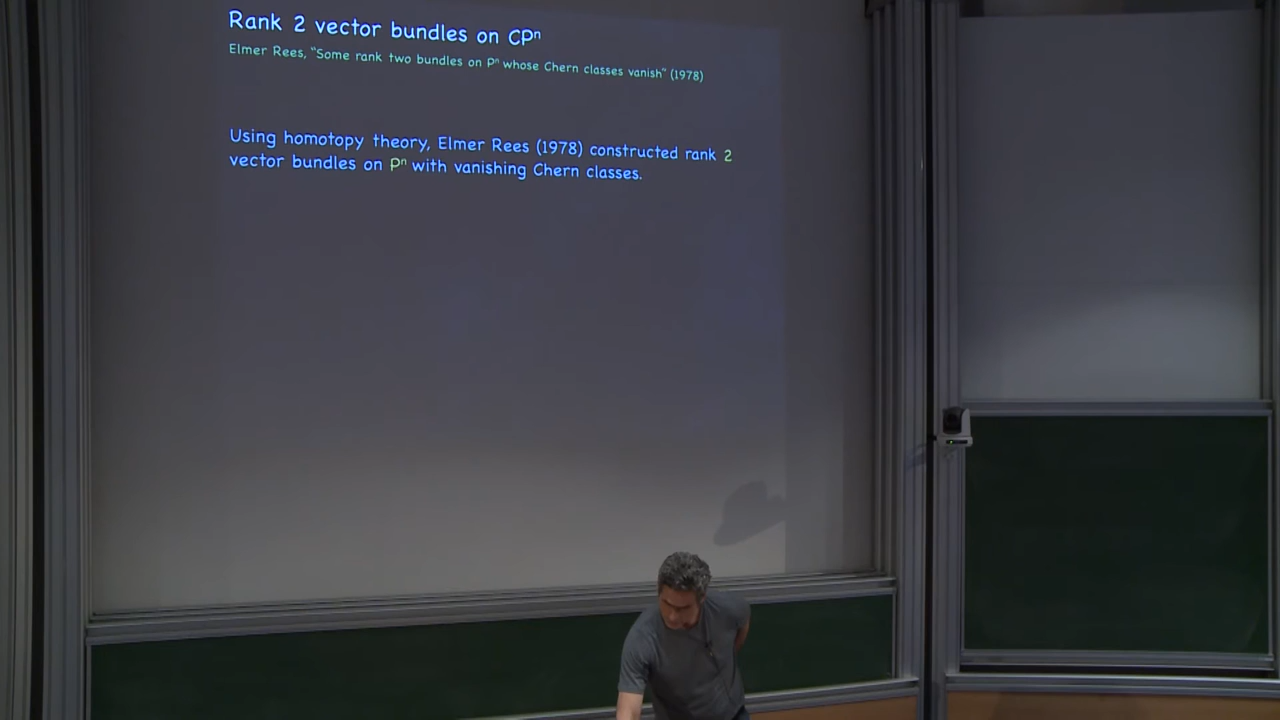 Rank 2 vector bundles on CPⁿ
Elmer Rees, "Some rank two bundles on Pⁿ whose Chern classes vanish" (1978)
Using homotopy theory, Elmer Rees (1978) constructed rank 2
vector bundles on Pⁿ with vanishing Chern classes.